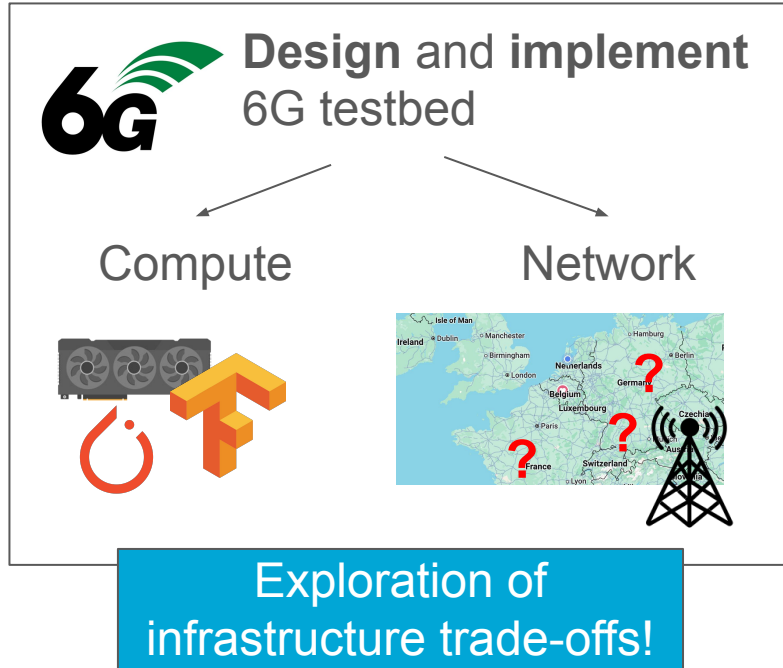 6G
Design and implement
6G testbed
Compute
Network
Isle of Man
Ireland
Dublin
Manchester
Birmingham
London
Hamburg
Berlin
Netherlands
Germany
Belgium
Luxembourg
Czechia
Paris
France
Switzerland
Lyon
?
?
?
Exploration of
infrastructure trade-offs!